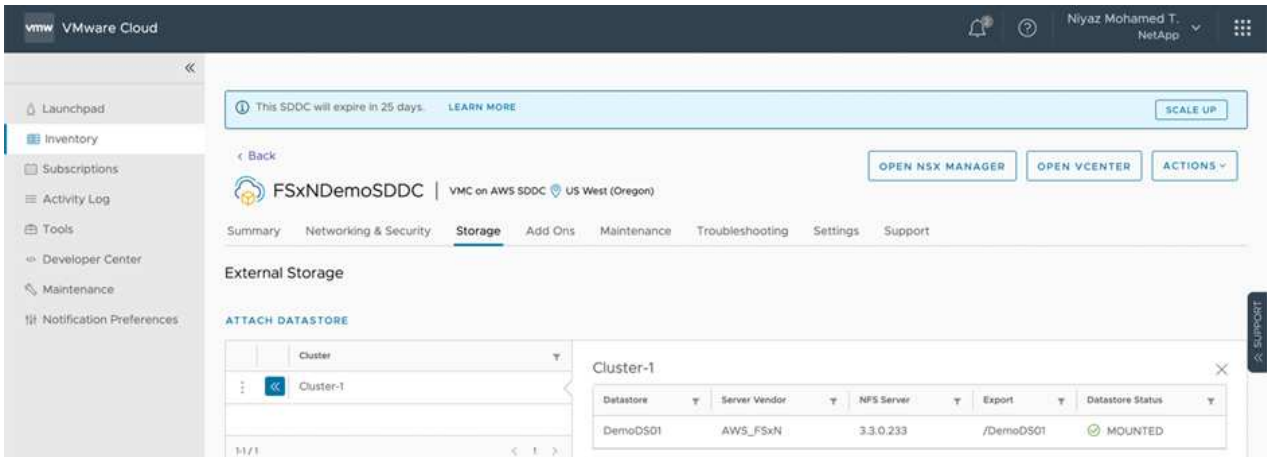 vmw VMware Cloud
Niyaz Mohamed T.
NetApp
Launchpad
Inventory
Subscriptions
Activity Log
Tools
Developer Center
Maintenance
Notification Preferences
This SDDC will expire in 25 days. LEARN MORE
SCALE UP
Back
OPEN NSX MANAGER OPEN VCENTER ACTIONS
FSxNDemoSDDC | VMC on AWS SDDC US West (Oregon)
Summary Networking & Security Storage Add Ons Maintenance Troubleshooting Settings Support
External Storage
ATTACH DATASTORE
Cluster
Cluster-1
1-1 / 1
1
Cluster-1
Datastore Server Vendor NFS Server Export Datastore Status
DemoDS01 AWS_FSxN 3.3.0.233 /DemoDS01 MOUNTED
SUPPORT